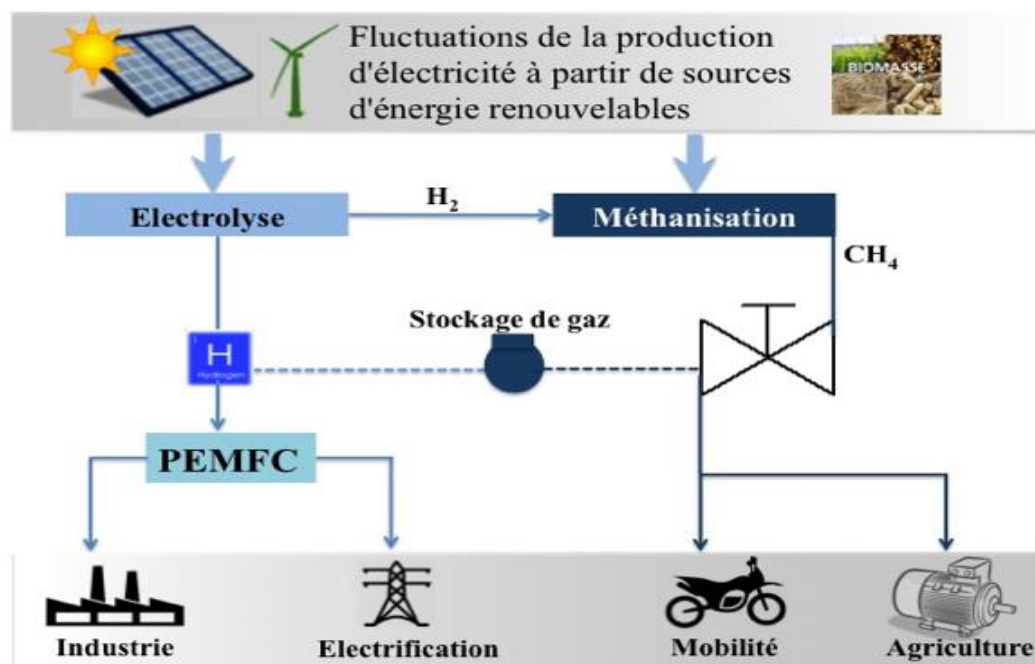 Fluctuations de la production
d'électricité à partir de sources
d'énergie renouvelables
BIOMASSE
Electrolyse
H₂
Méthanisation
CH₄
Stockage de gaz
H
Hydrogen
PEMFC
Industrie
Electrification
Mobilité
Agriculture